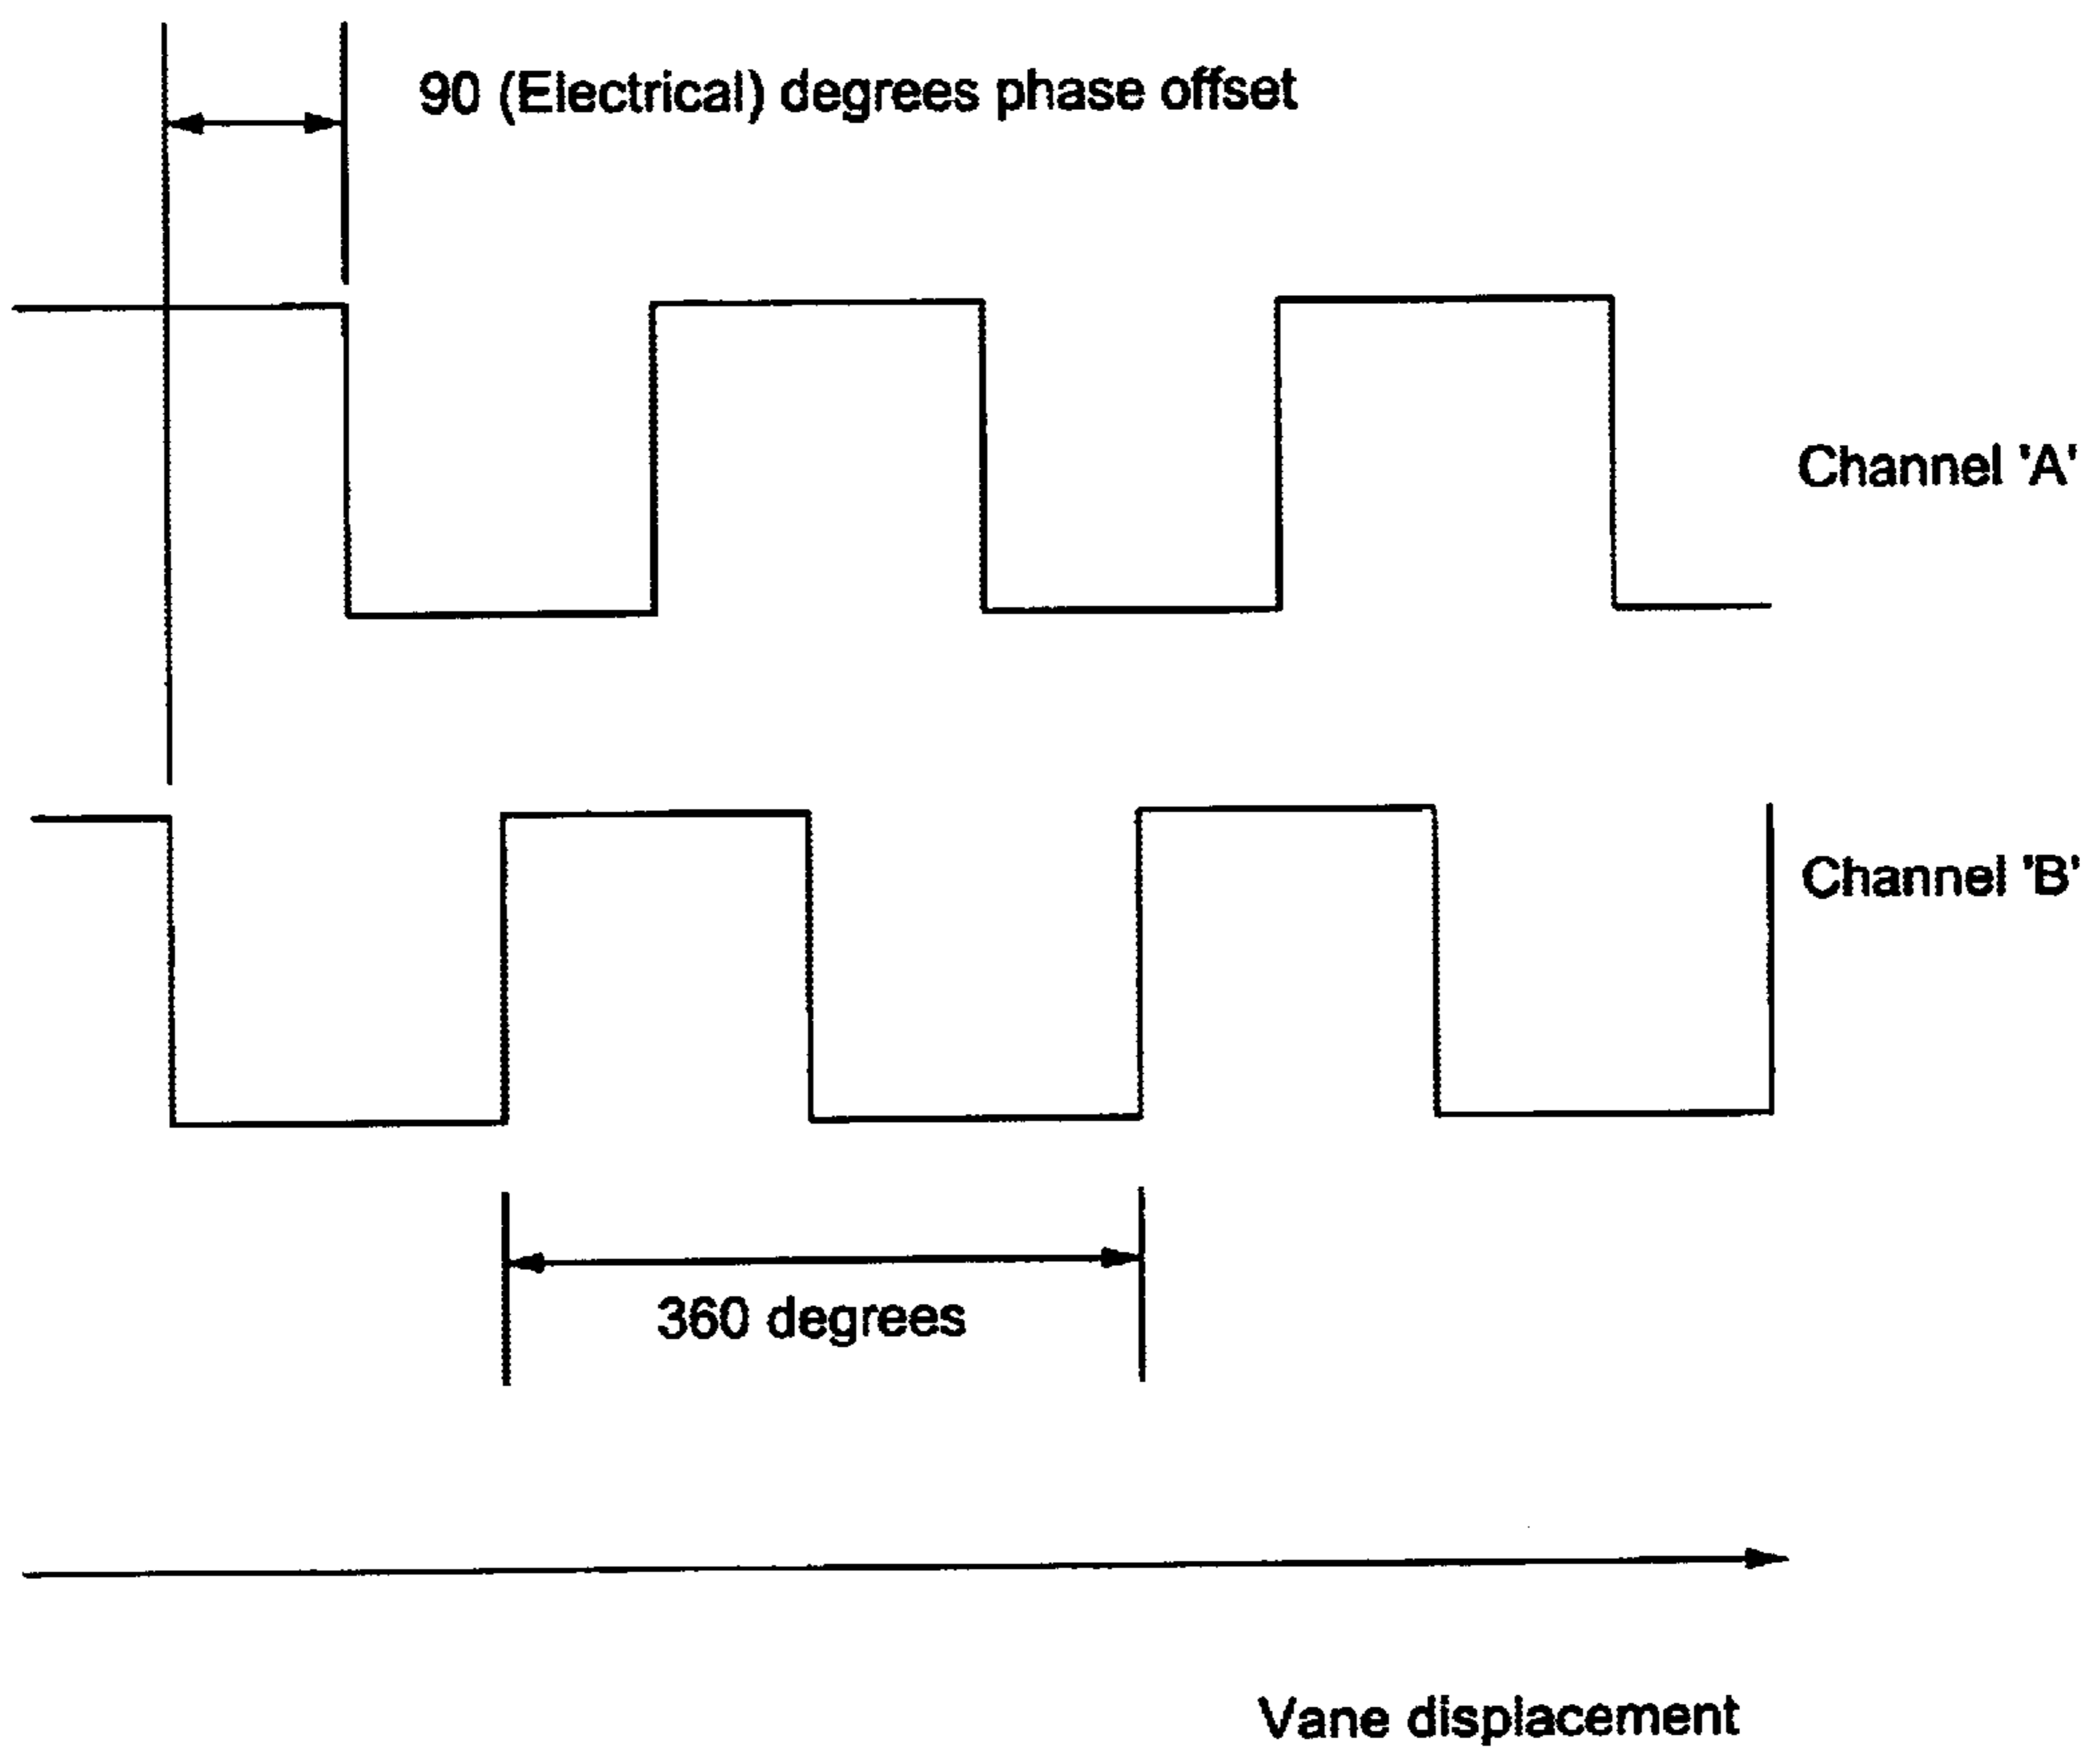 90 (Electrical) degrees phase offset
Channel 'A'
Channel 'B'
360 degrees
Vane displacement